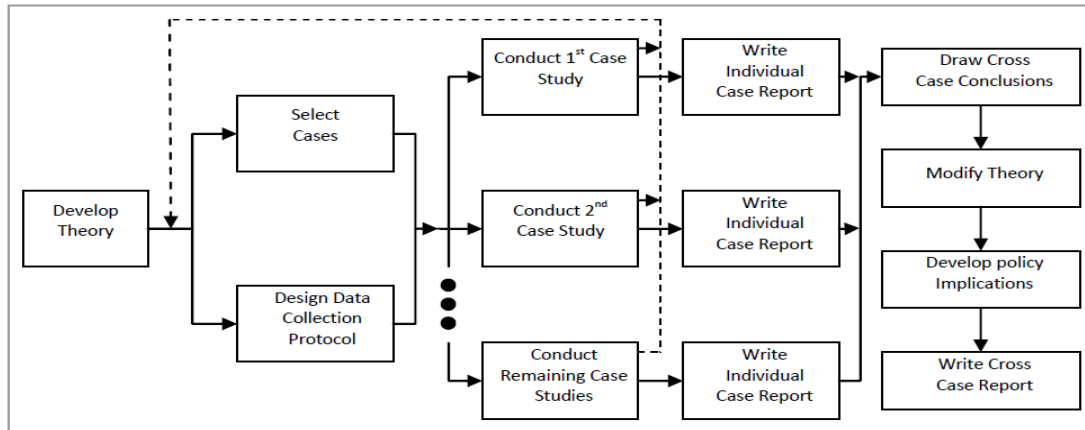 Develop
Theory
Select
Cases
Design Data
Collection
Protocol
Conduct 1st Case
Study
Conduct 2nd
Case Study
Conduct
Remaining Case
Studies
Write
Individual
Case Report
Write
Individual
Case Report
Write
Individual
Case Report
Draw Cross
Case Conclusions
Modify Theory
Develop policy
Implications
Write Cross
Case Report